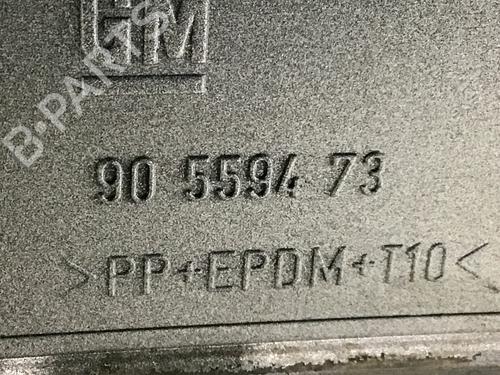 GM
B-PARTS
90 5594 73
>PP+EPDM+T10<